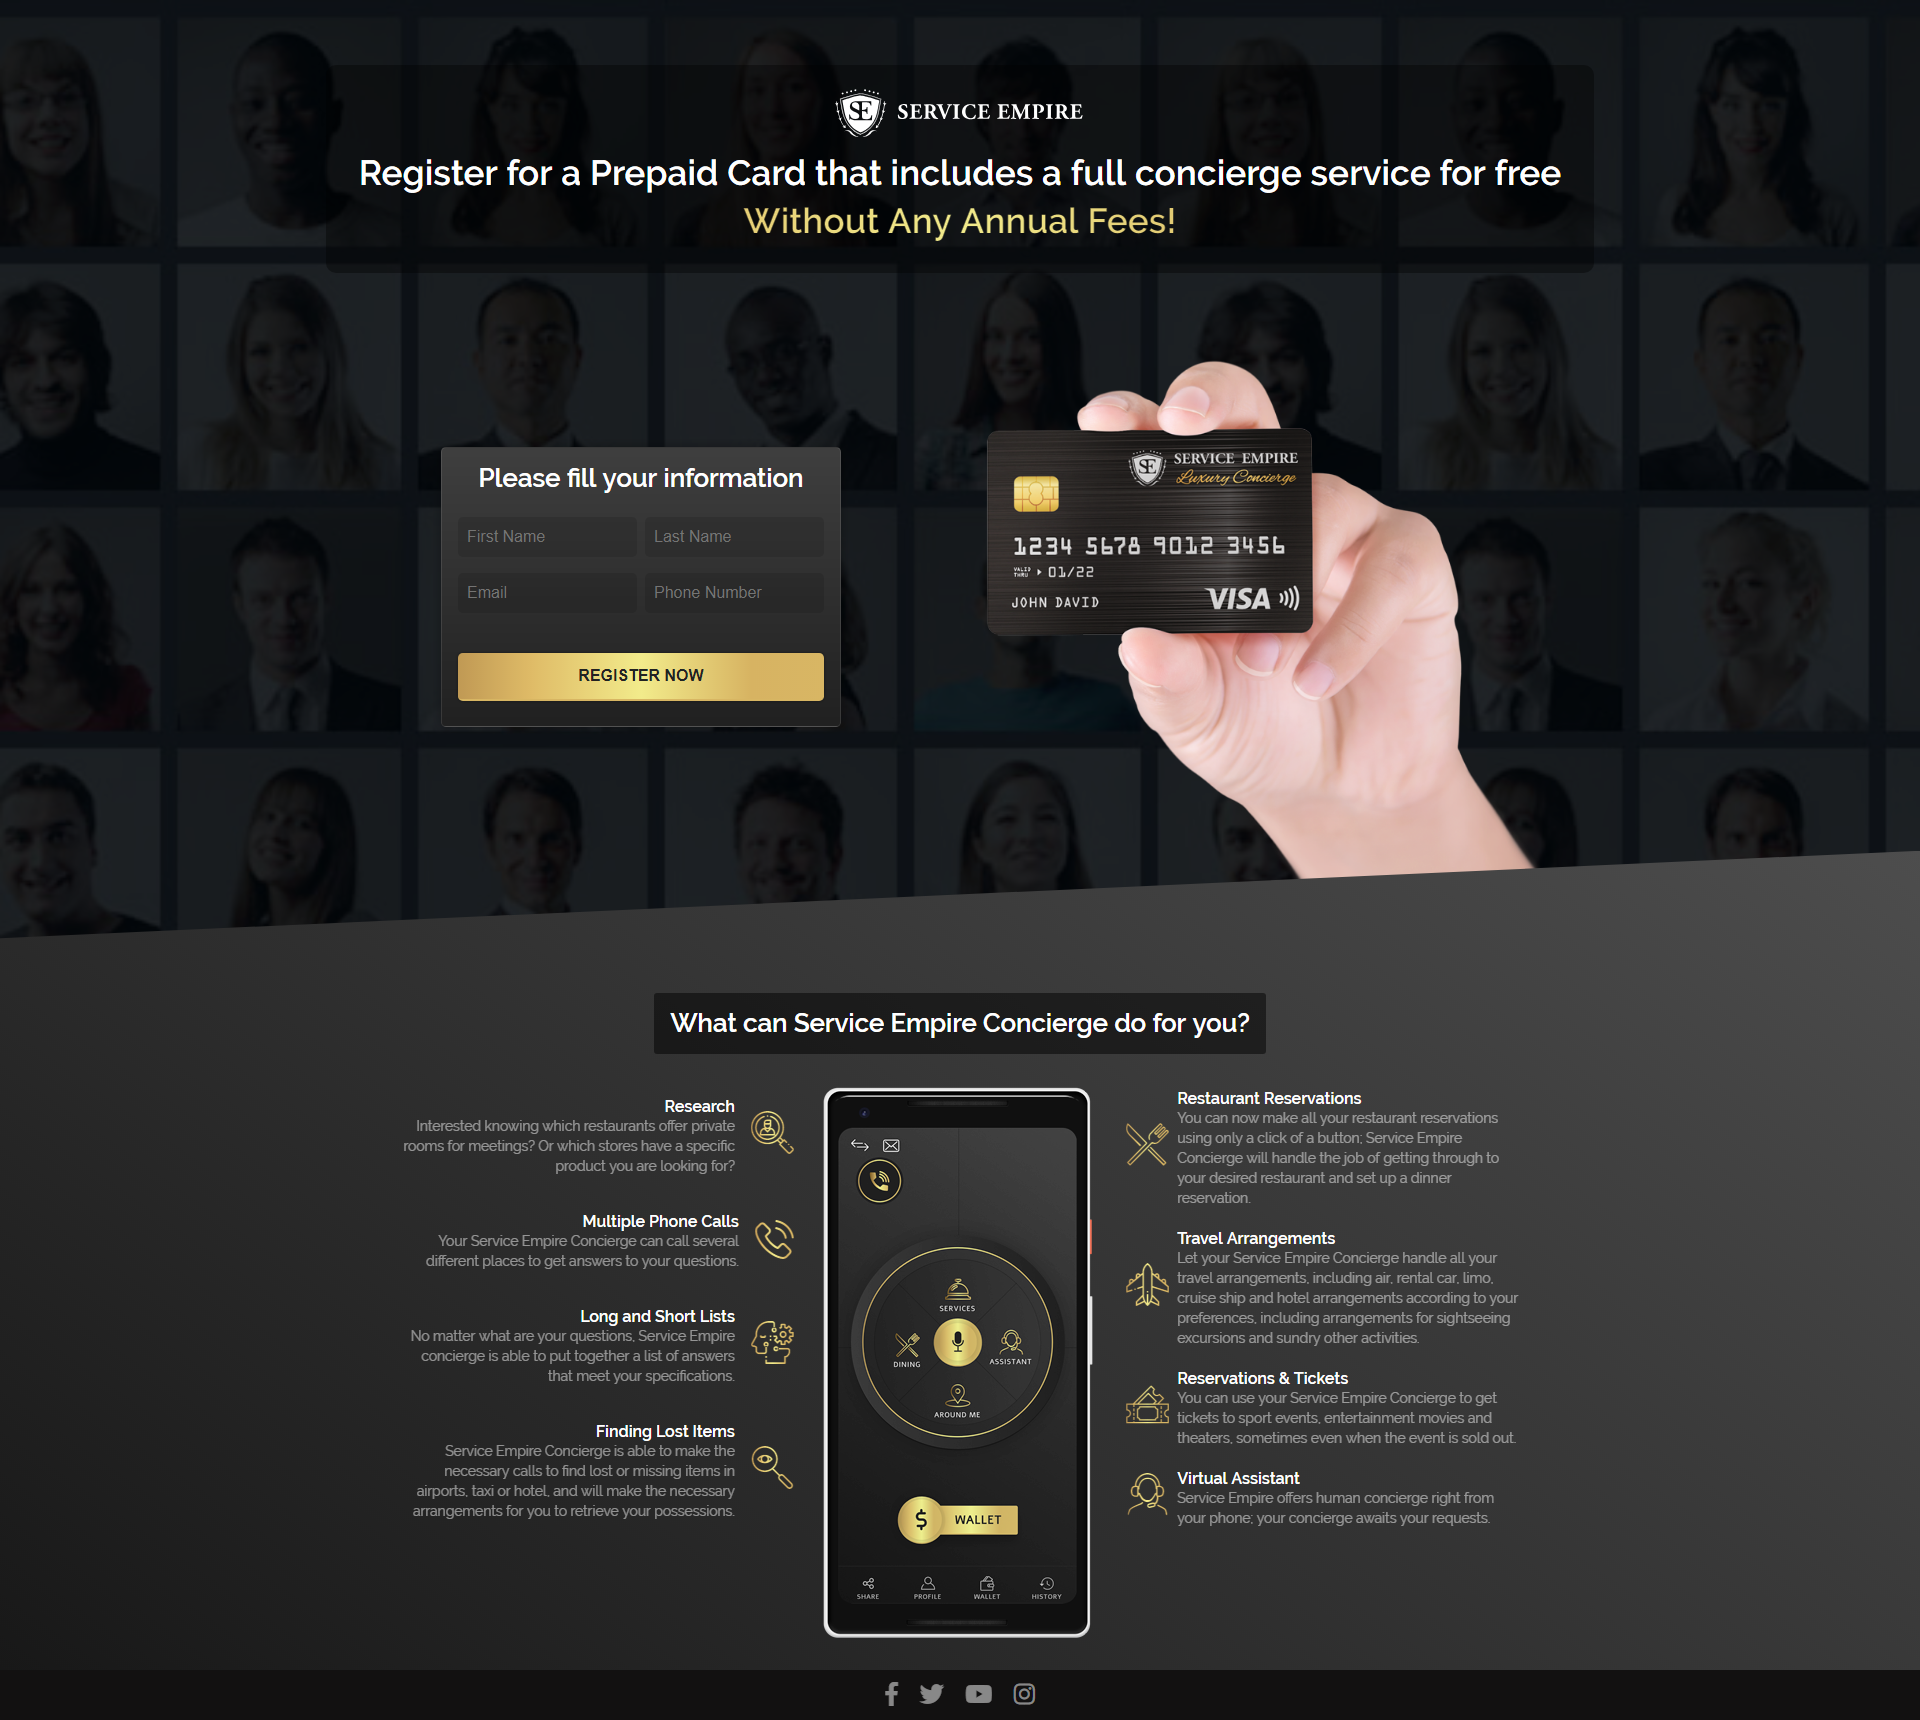 SE SERVICE EMPIRE
Register for a Prepaid Card that includes a full concierge service for free
Without Any Annual Fees!
Please fill your information
First Name
Last Name
Email
Phone Number
REGISTER NOW
SE SERVICE EMPIRE
Luxury Concierge
1234 5678 9012 3456
VALID
THRU
01/22
JOHN DAVID
VISA
What can Service Empire Concierge do for you?
Research
Interested knowing which restaurants offer private
rooms for meetings? Or which stores have a specific
product you are looking for?
Multiple Phone Calls
Your Service Empire Concierge can call several
different places to get answers to your questions.
Long and Short Lists
No matter what are your questions, Service Empire
concierge is able to put together a list of answers
that meet your specifications.
Finding Lost Items
Service Empire Concierge is able to make the
necessary calls to find lost or missing items in
airports, taxi or hotel, and will make the necessary
arrangements for you to retrieve your possessions.
SERVICES
DINING
ASSISTANT
AROUND ME
$ WALLET
SHARE
PROFILE
WALLET
HISTORY
Restaurant Reservations
You can now make all your restaurant reservations
using only a click of a button; Service Empire
Concierge will handle the job of getting through to
your desired restaurant and set up a dinner
reservation.
Travel Arrangements
Let your Service Empire Concierge handle all your
travel arrangements, including air, rental car, limo,
cruise ship and hotel arrangements according to your
preferences, including arrangements for sightseeing
excursions and sundry other activities.
Reservations & Tickets
You can use your Service Empire Concierge to get
tickets to sport events, entertainment movies and
theaters, sometimes even when the event is sold out.
Virtual Assistant
Service Empire offers human concierge right from
your phone; your concierge awaits your requests.